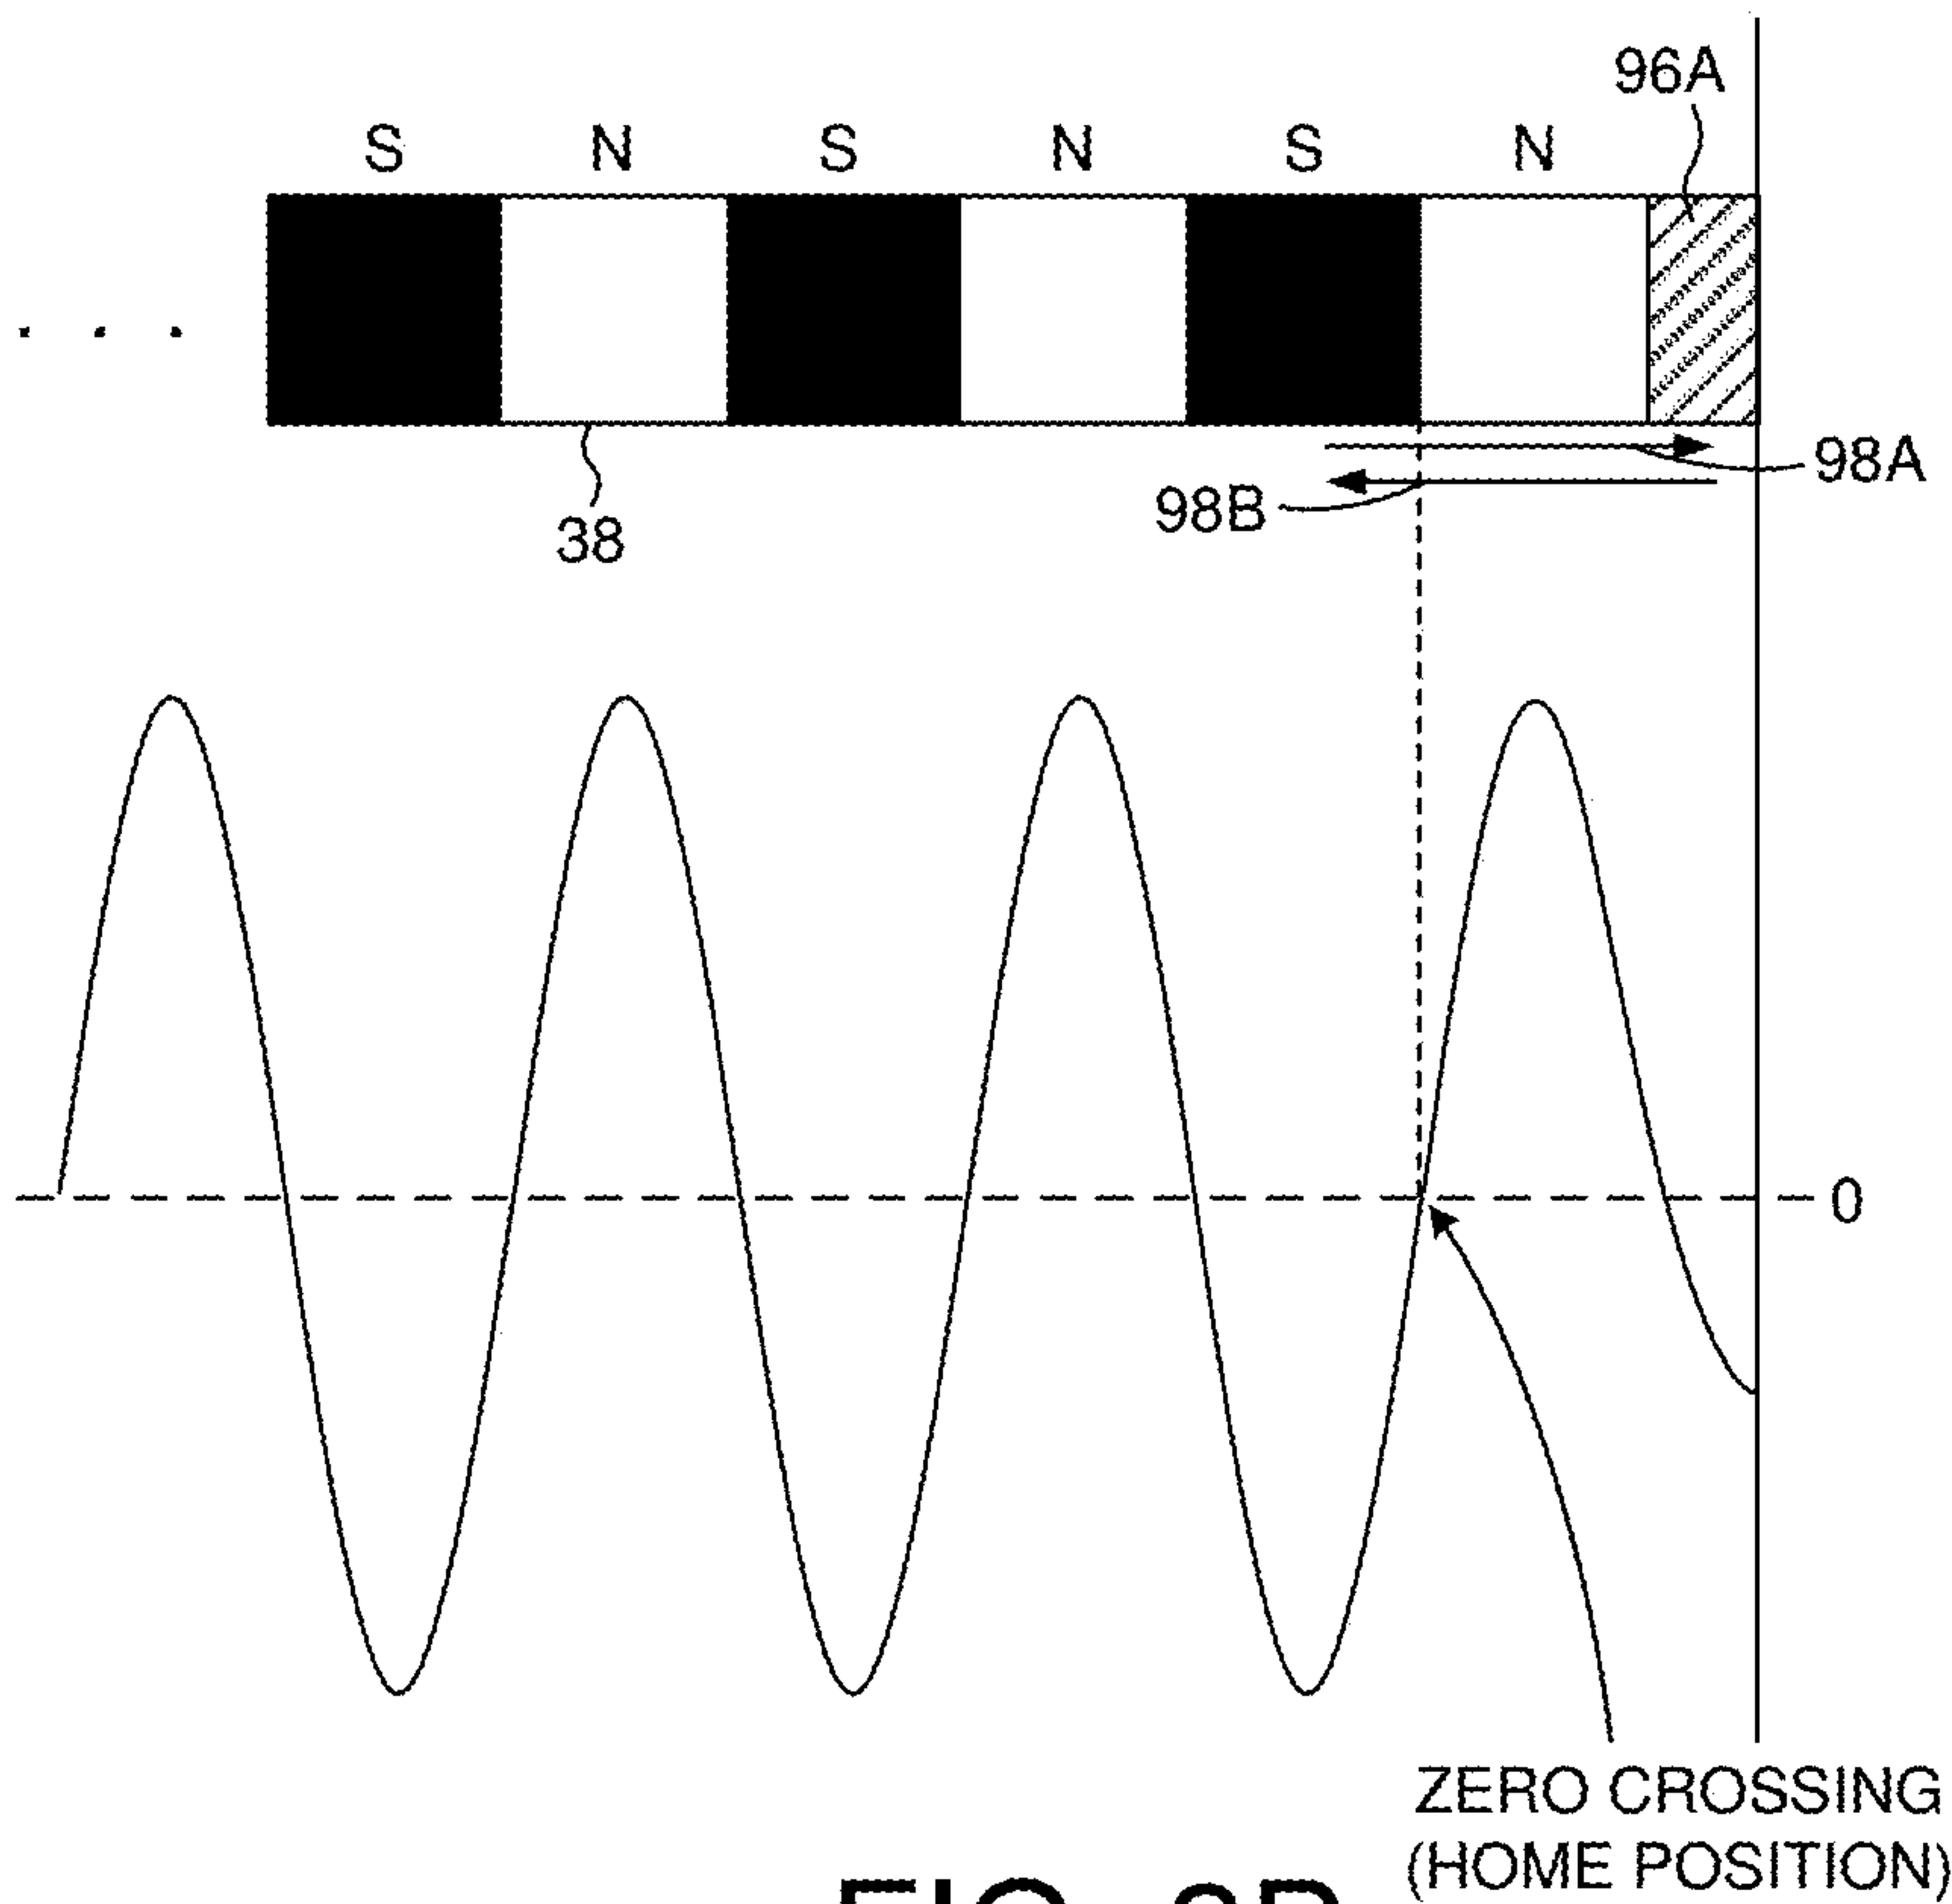 96A
S N S N S N
. . .
98A
98B
38
0
ZERO CROSSING
(HOME POSITION)